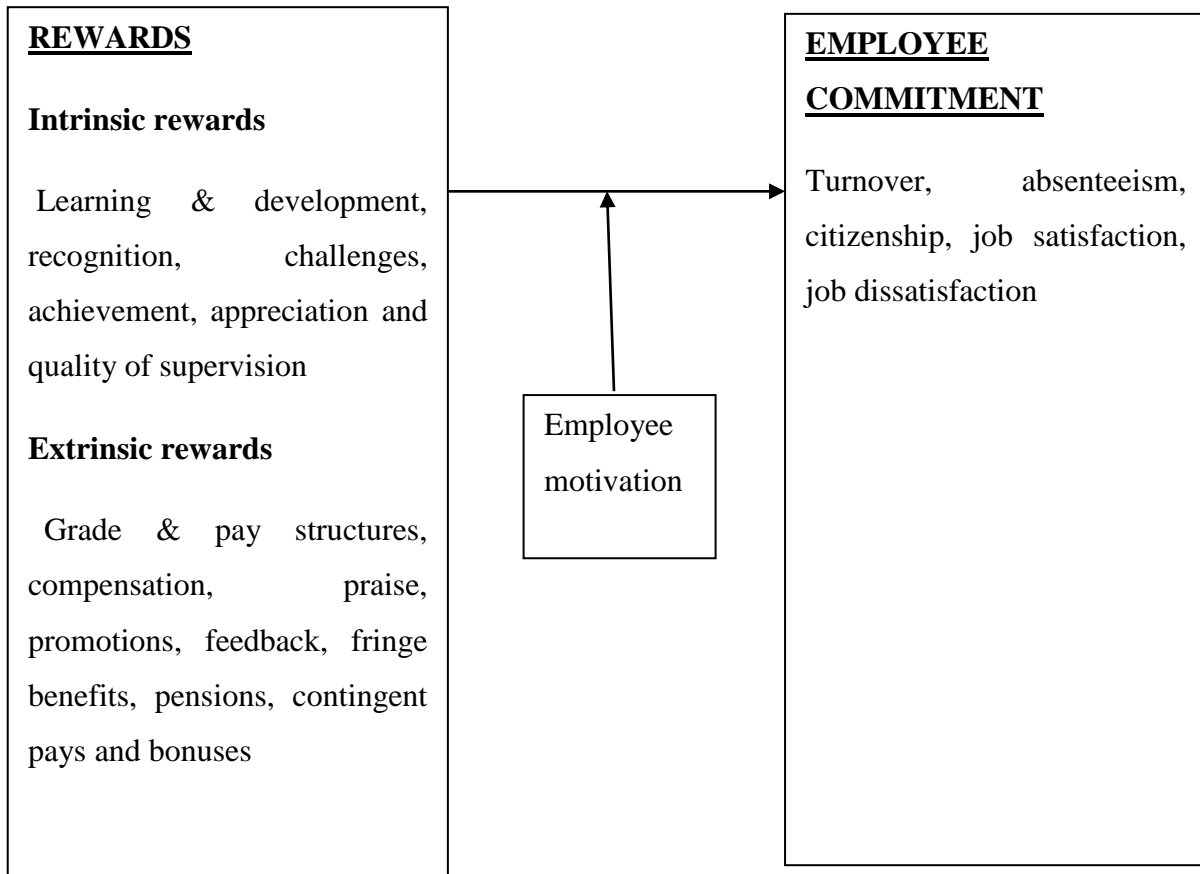 REWARDS
Intrinsic rewards
Learning & development,
recognition, challenges,
achievement, appreciation and
quality of supervision
Extrinsic rewards
Grade & pay structures,
compensation, praise,
promotions, feedback, fringe
benefits, pensions, contingent
pays and bonuses
Employee
motivation
EMPLOYEE
COMMITMENT
Turnover, absenteeism,
citizenship, job satisfaction,
job dissatisfaction